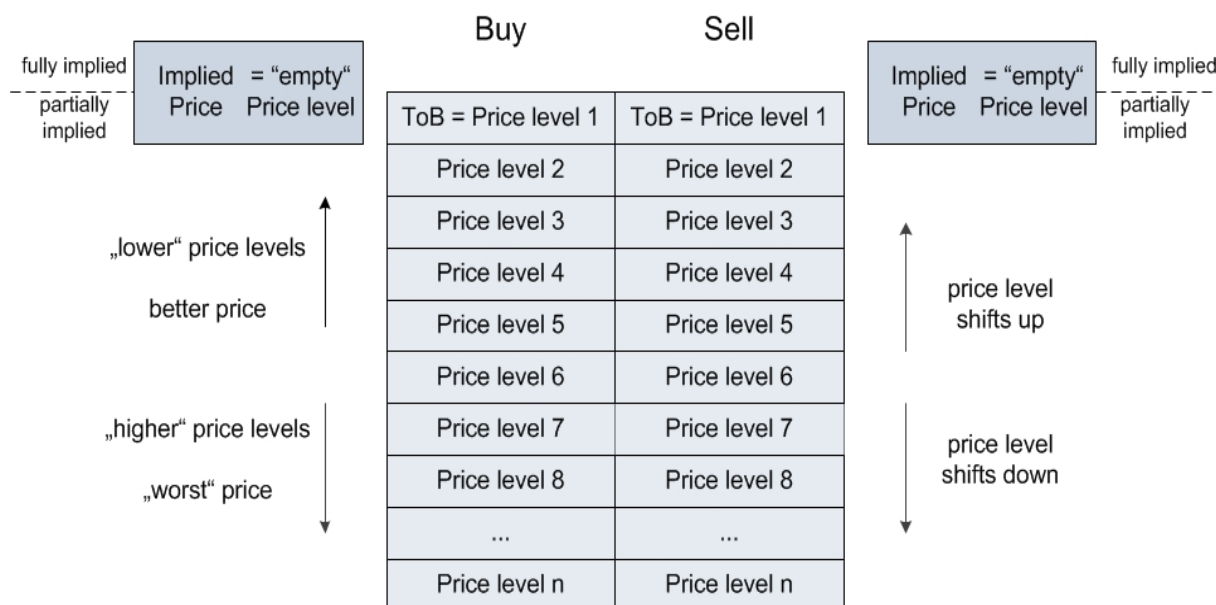 Buy
Sell
fully implied
partially
implied
Implied = “empty“
Price Price level
ToB = Price level 1
ToB = Price level 1
Implied = “empty“
Price Price level
fully implied
partially
implied
Price level 2
Price level 2
Price level 3
Price level 3
Price level 4
Price level 4
Price level 5
Price level 5
Price level 6
Price level 6
Price level 7
Price level 7
Price level 8
Price level 8
...
...
Price level n
Price level n
„lower“ price levels
better price
„higher“ price levels
„worst“ price
price level
shifts up
price level
shifts down